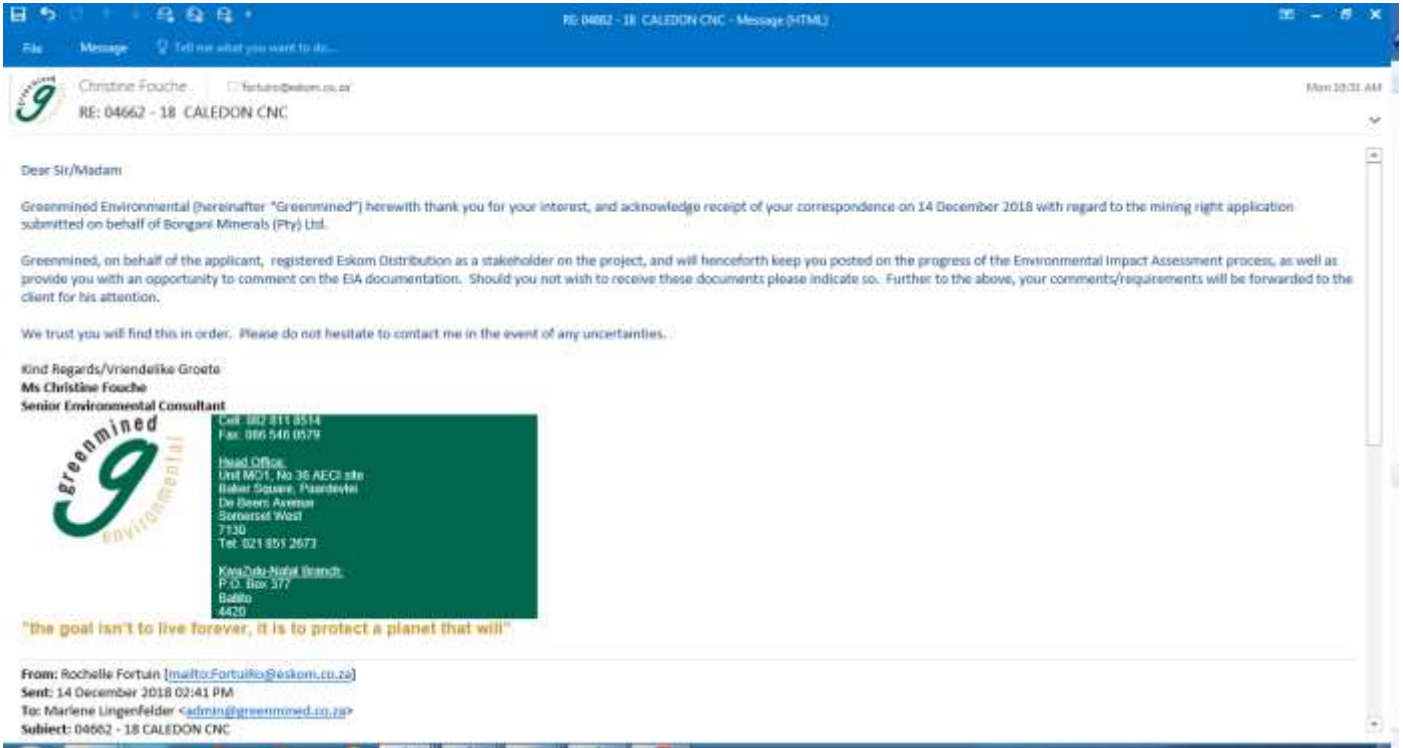 RE: 04662 - 18 CALEDON CNC - Message (HTML)
File Message Tell me what you want to do...
Christine Fouche
Mon 10:31 AM
RE: 04662 - 18 CALEDON CNC
Dear Sir/Madam
Greenmined Environmental (hereinafter "Greenmined") herewith thank you for your interest, and acknowledge receipt of your correspondence on 14 December 2018 with regard to the mining right application
submitted on behalf of Bongani Minerals (Pty) Ltd.
Greenmined, on behalf of the applicant, registered Eskom Distribution as a stakeholder on the project, and will henceforth keep you posted on the progress of the Environmental Impact Assessment process, as well as
provide you with an opportunity to comment on the EIA documentation. Should you not wish to receive these documents please indicate so. Further to the above, your comments/requirements will be forwarded to the
client for his attention.
We trust you will find this in order. Please do not hesitate to contact me in the event of any uncertainties.
Kind Regards/Vriendelike Groete
Ms Christine Fouche
Senior Environmental Consultant
greenmined
environmental
Cell: 082 811 8514
Fax: 086 546 0579
Head Office:
Unit MO1, No 36 AECI site
Baker Square, Paardevlei
De Beers Avenue
Somerset West
7130
Tel: 021 851 2673
KwaZulu-Natal Branch:
P.O. Box 377
Ballito
4420
"the goal isn't to live forever, it is to protect a planet that will"
From: Rochelle Fortuin [mailto:FortuiRo@eskom.co.za]
Sent: 14 December 2018 02:41 PM
To: Marlene Lingenfelder <admin@greenmined.co.za>
Subject: 04662 - 18 CALEDON CNC